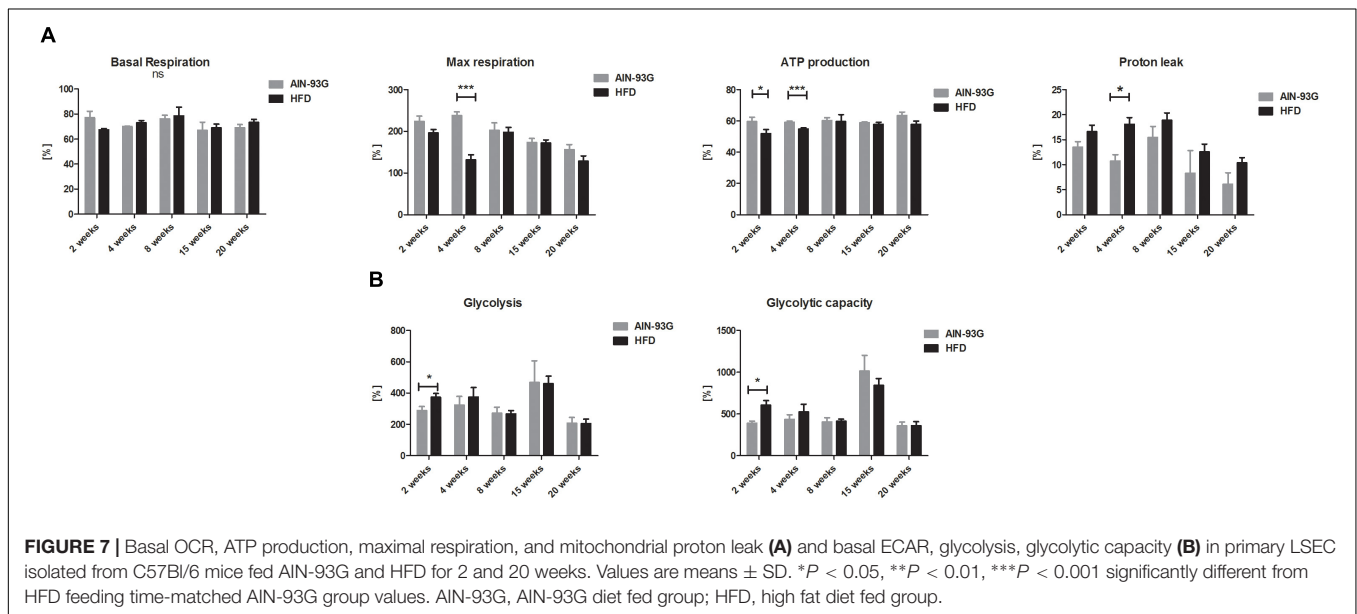 A
Basal Respiration
ns
AIN-93G
HFD
100
80
60
40
20
0
[%]
2 weeks
4 weeks
8 weeks
15 weeks
20 weeks
Max respiration
***
AIN-93G
HFD
300
200
100
0
[%]
2 weeks
4 weeks
8 weeks
15 weeks
20 weeks
ATP production
*
***
AIN-93G
HFD
80
60
40
20
0
[%]
2 weeks
4 weeks
8 weeks
15 weeks
20 weeks
Proton leak
*
AIN-93G
HFD
25
20
15
10
5
0
[%]
2 weeks
4 weeks
8 weeks
15 weeks
20 weeks
B
Glycolysis
*
AIN-93G
HFD
800
600
400
200
0
[%]
2 weeks
4 weeks
8 weeks
15 weeks
20 weeks
Glycolytic capacity
*
AIN-93G
HFD
1500
1000
500
0
[%]
2 weeks
4 weeks
8 weeks
15 weeks
20 weeks
FIGURE 7 | Basal OCR, ATP production, maximal respiration, and mitochondrial proton leak (A) and basal ECAR, glycolysis, glycolytic capacity (B) in primary LSEC
isolated from C57Bl/6 mice fed AIN-93G and HFD for 2 and 20 weeks. Values are means ± SD. *P < 0.05, **P < 0.01, ***P < 0.001 significantly different from
HFD feeding time-matched AIN-93G group values. AIN-93G, AIN-93G diet fed group; HFD, high fat diet fed group.